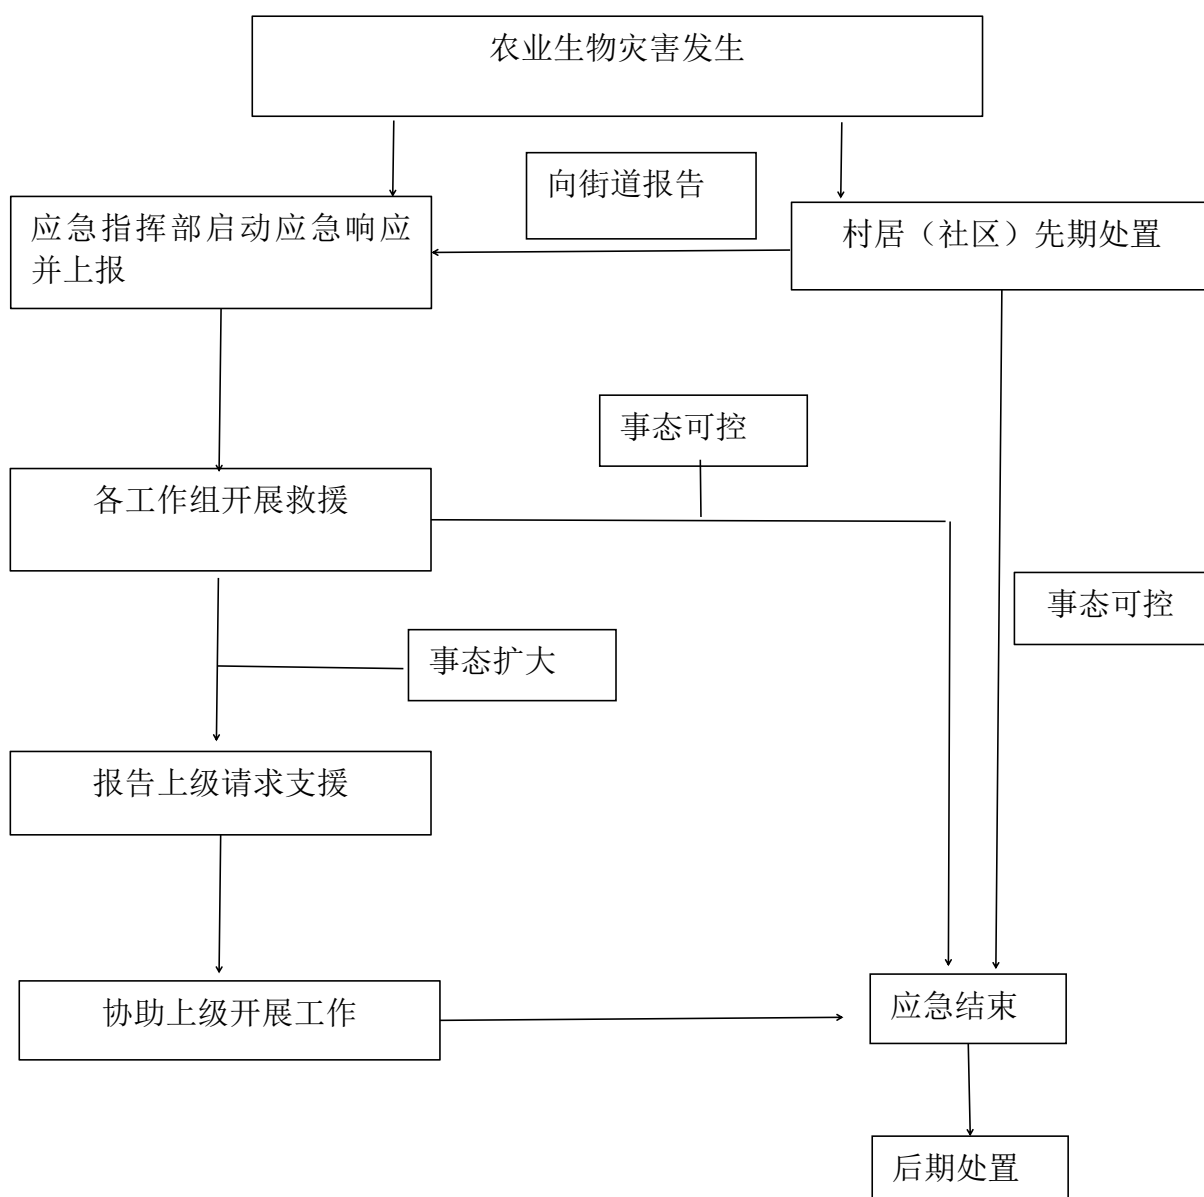 农业生物灾害发生
向街道报告
应急指挥部启动应急响应
并上报
村居（社区）先期处置
事态可控
各工作组开展救援
事态可控
事态扩大
报告上级请求支援
协助上级开展工作
应急结束
后期处置